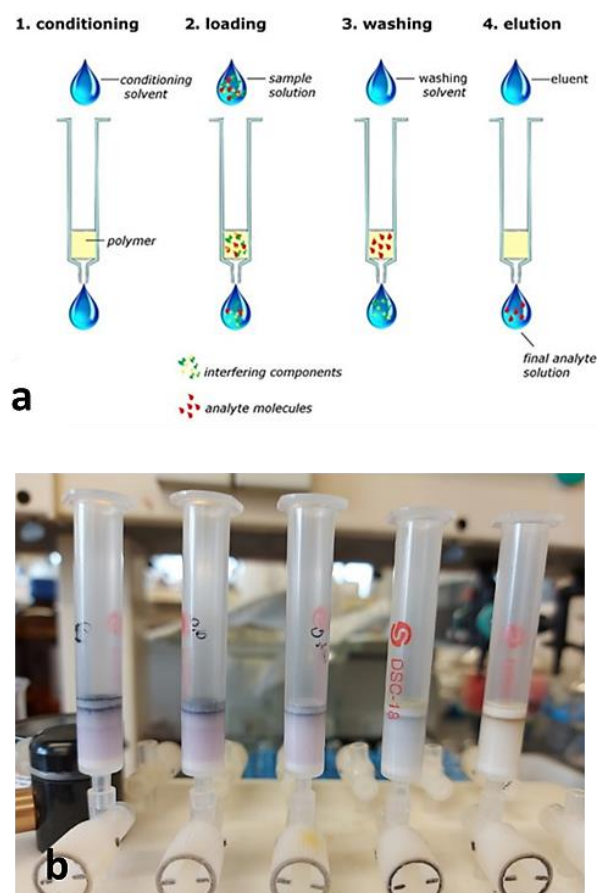 1. conditioning
2. loading
3. washing
4. elution
conditioning
solvent
sample
solution
washing
solvent
eluent
polymer
final analyte
solution
interfering components
analyte molecules
a
DSC-18
b